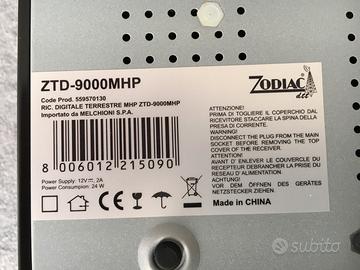 ZTD-9000MHP
Code Prod. 559570130
RIC. DIGITALE TERRESTRE MHP ZTD-9000MHP
Importato da MELCHIONI S.P.A.
8 006012 215090
Power Supply: 12V 2A
Power Consumpion: 24 W
ZODIAC
dtt
ATTENZIONE!
PRIMA DI TOGLIERE IL COPERCHIO DAL
RICEVITORE STACCARE LA SPINA DELLA
PRESA DI CORRENTE.
WARNING!
DISCONNECT THE PLUG FROM THE MAIN
SOCKET BEFORE REMOVING THE TOP
COVER OF THE RECEIVER.
ATTENTION!
AVANT D' ENLEVER LE COUVERCLE DU
RECEPTEUR DEBRANCHER LA PRISE
DU RESEAU ELECTRIQUE
ACHTUNG!
VOR DEM ÖFFNEN DES GERÄTES
NETZSTECKER ZIEHEN.
Made in CHINA
CE
subito